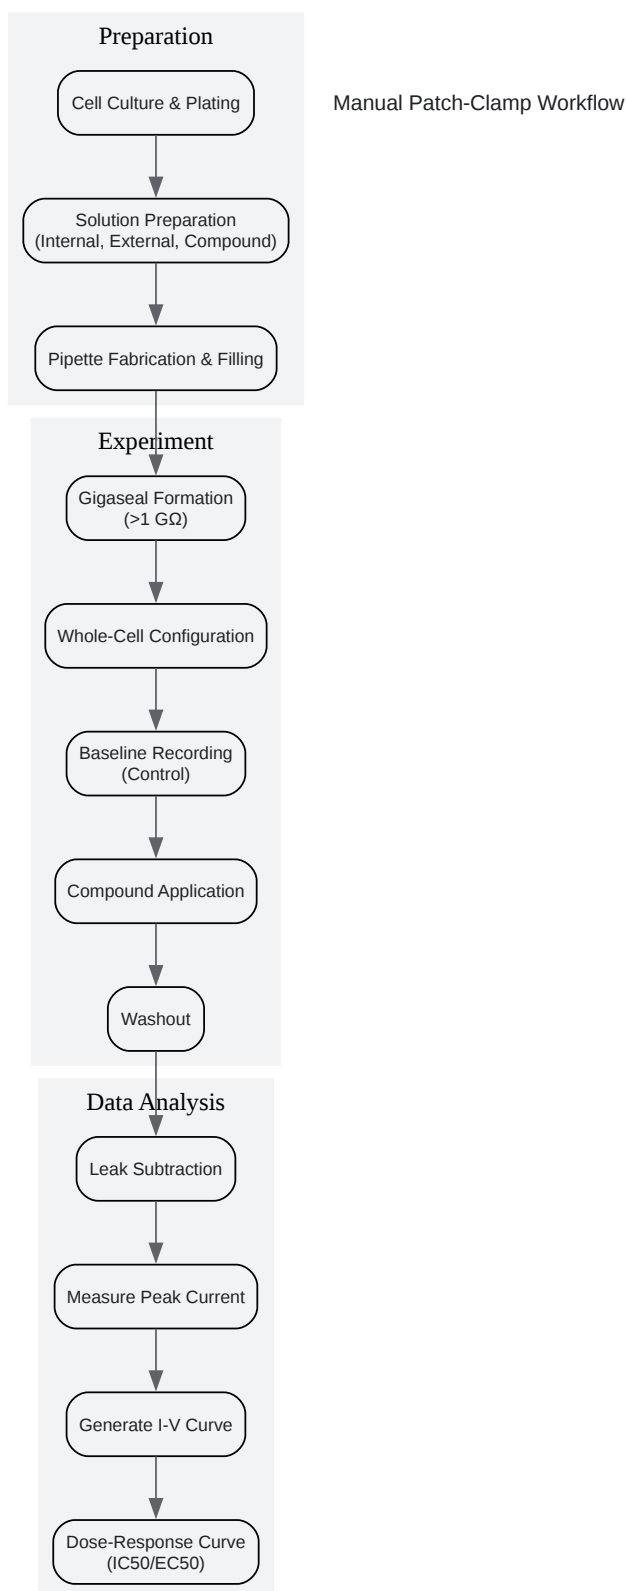 Preparation
Cell Culture & Plating
Manual Patch-Clamp Workflow
Solution Preparation
(Internal, External, Compound)
Pipette Fabrication & Filling
Experiment
Gigaseal Formation
(>1 GΩ)
Whole-Cell Configuration
Baseline Recording
(Control)
Compound Application
Washout
Data Analysis
Leak Subtraction
Measure Peak Current
Generate I-V Curve
Dose-Response Curve
(IC50/EC50)